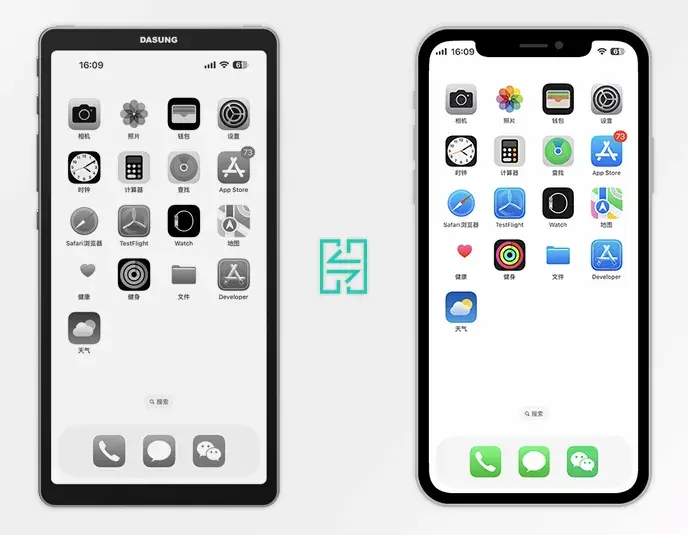 DASUNG
16:09
61
相机
照片
钱包
设置
时钟
计算器
查找
73
App Store
Safari浏览器
TestFlight
Watch
地图
健康
健身
文件
Developer
天气
搜索
16:09
61
相机
照片
钱包
设置
时钟
计算器
查找
73
App Store
Safari浏览器
TestFlight
Watch
地图
健康
健身
文件
Developer
天气
搜索